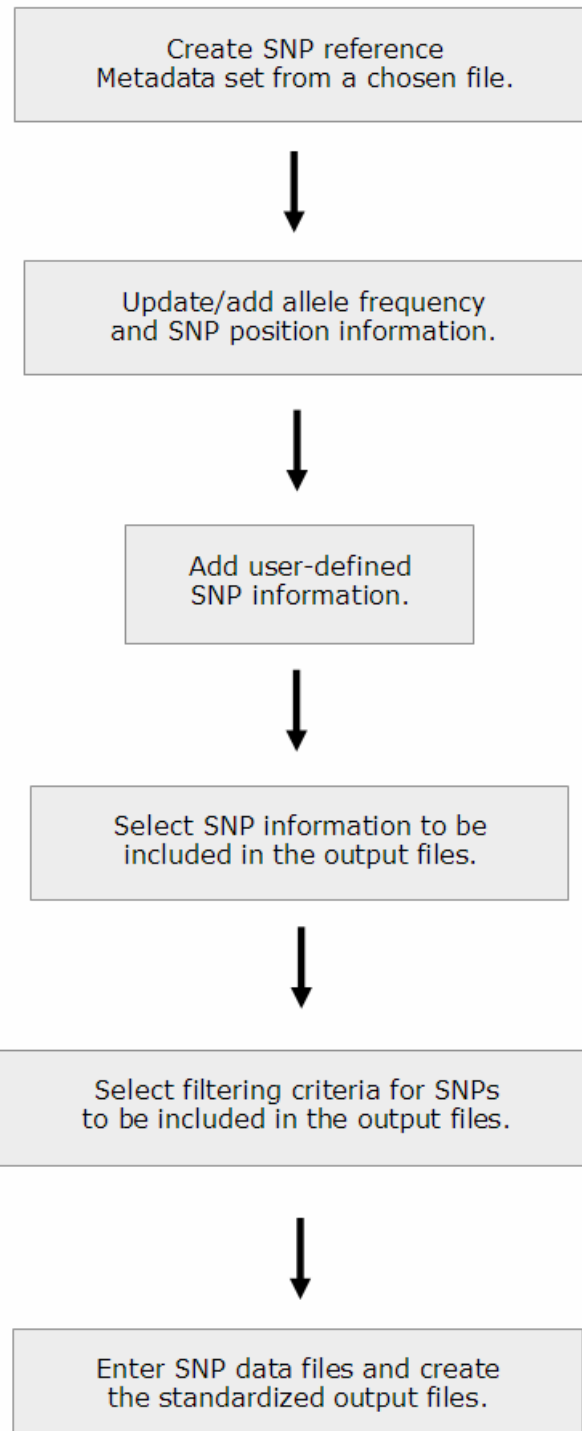 Create SNP reference
Metadata set from a chosen file.
Update/add allele frequency
and SNP position information.
Add user-defined
SNP information.
Select SNP information to be
included in the output files.
Select filtering criteria for SNPs
to be included in the output files.
Enter SNP data files and create
the standardized output files.